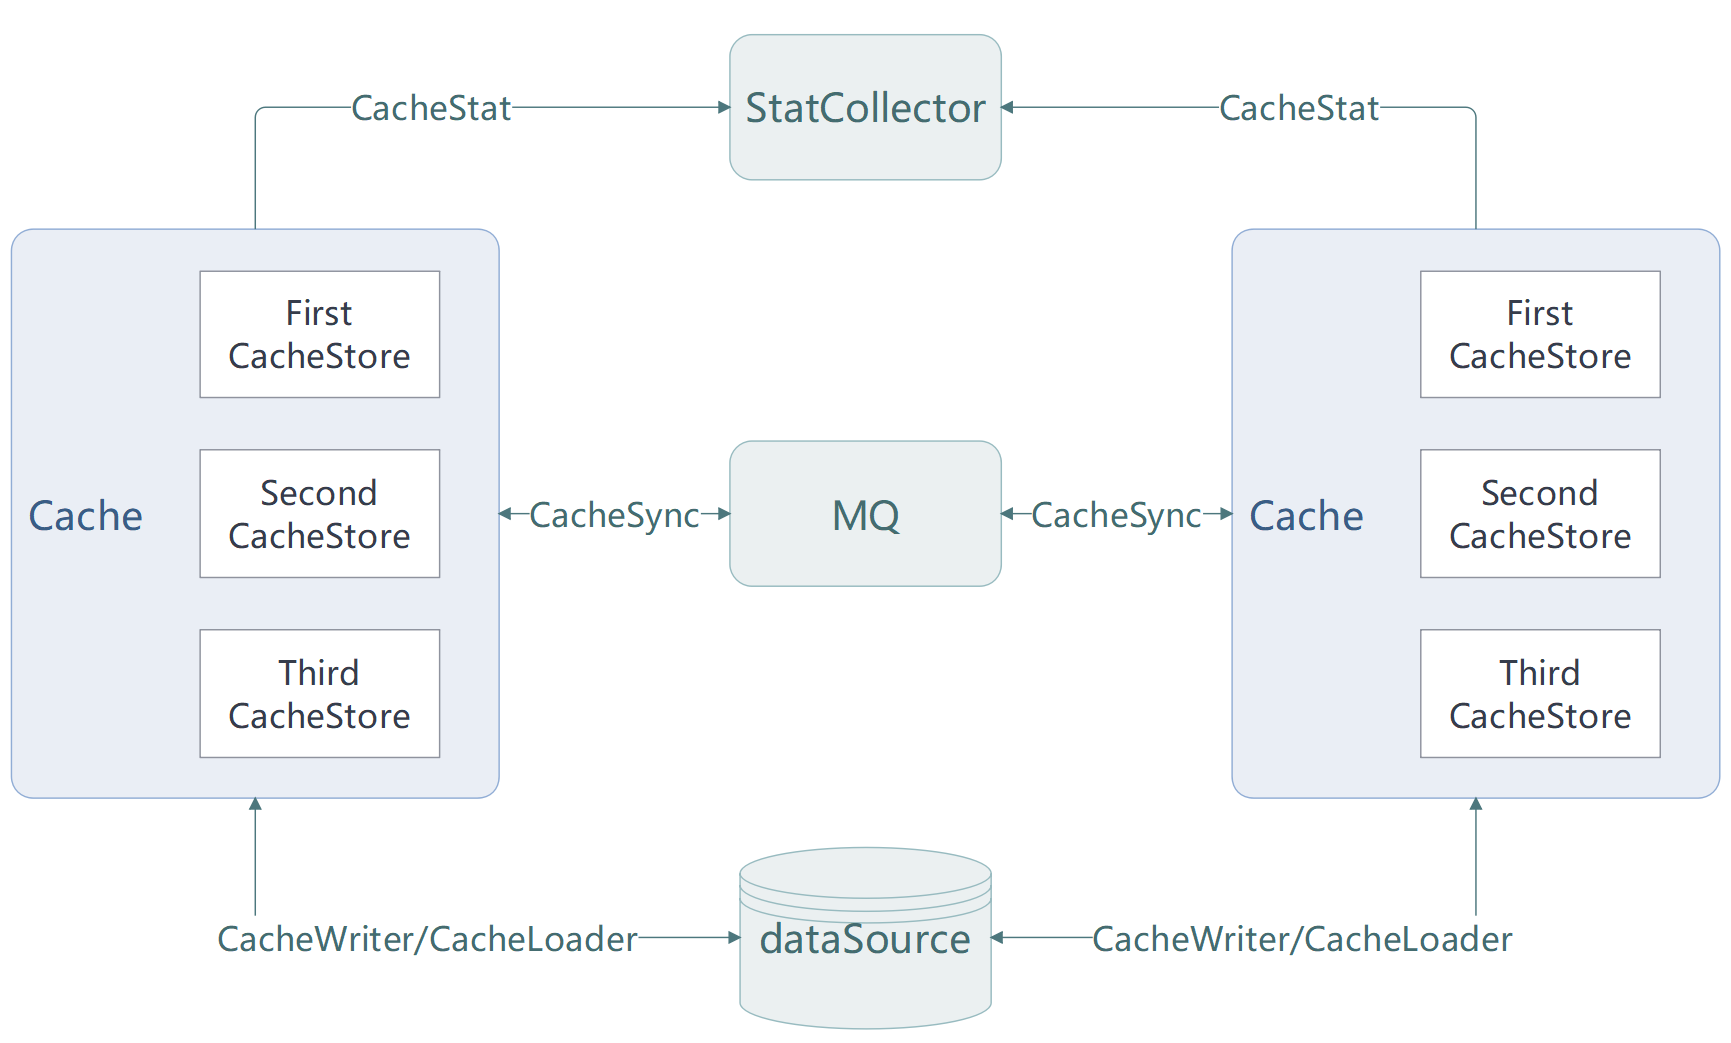 StatCollector
CacheStat
CacheStat
First
CacheStore
Second
CacheStore
Third
CacheStore
Cache
CacheSync
MQ
CacheSync
Cache
First
CacheStore
Second
CacheStore
Third
CacheStore
CacheWriter/CacheLoader
dataSource
CacheWriter/CacheLoader